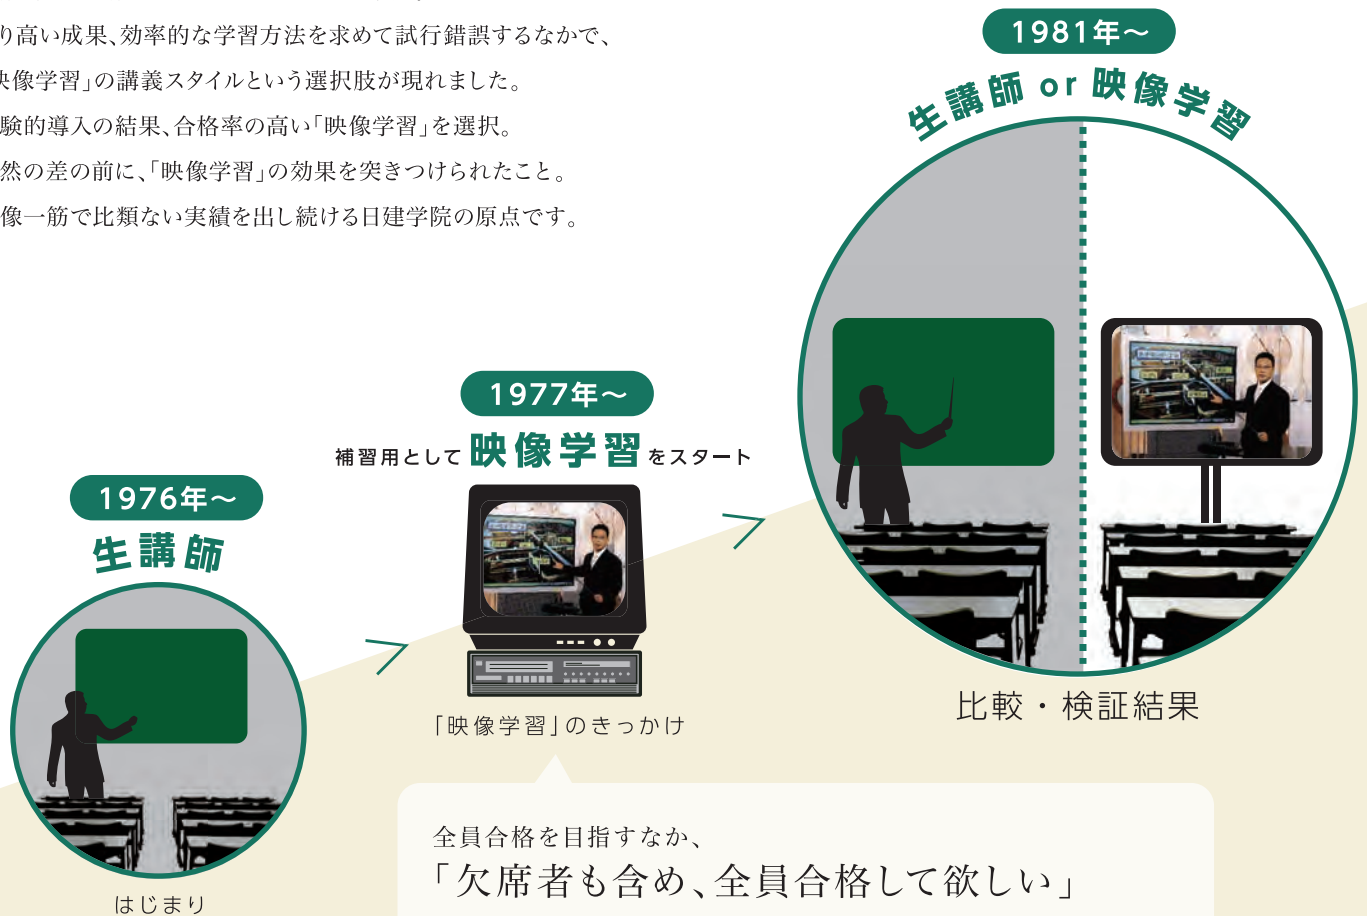 り高い成果、効率的な学習方法を求めて試行錯誤するなかで、
映像学習」の講義スタイルという選択肢が現れました。
験的導入の結果、合格率の高い「映像学習」を選択。
然の差の前に、「映像学習」の効果を突きつけられたこと。
像一筋で比類ない実績を出し続ける日建学院の原点です。
1976年～
生講師
はじまり
1977年～
補習用として映像学習をスタート
「映像学習」のきっかけ
1981年～
生講師 or 映像学習
比較・検証結果
全員合格を目指すなか、
「欠席者も含め、全員合格して欲しい」